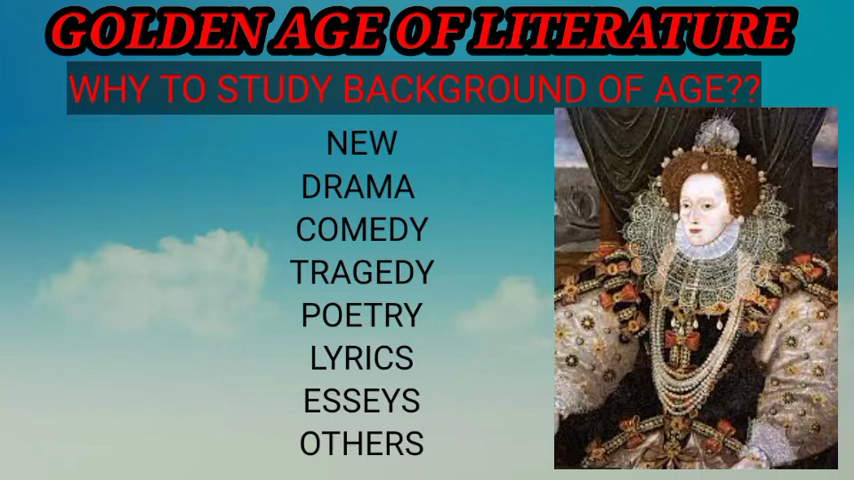 GOLDEN AGE OF LITERATURE
WHY TO STUDY BACKGROUND OF AGE??
NEW
DRAMA
COMEDY
TRAGEDY
POETRY
LYRICS
ESSEYS
OTHERS